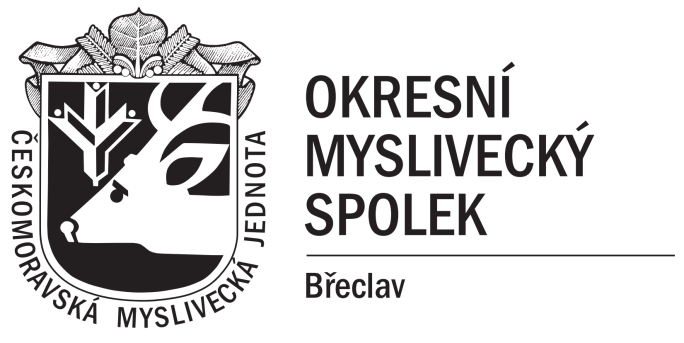 ČESKOMORAVSKÁ MYSLIVECKÁ JEDNOTA
OKRESNÍ
MYSLIVECKÝ
SPOLEK
Břeclav